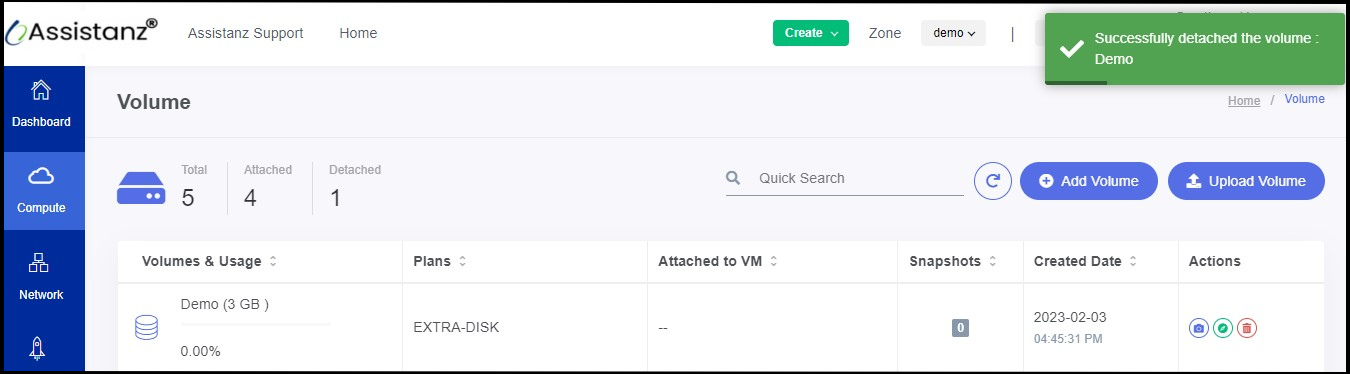 Assistanz®
Assistanz Support
Home
Create
Zone
demo
|
Successfully detached the volume :
Demo
Dashboard
Compute
Network
Volume
Home / Volume
Total
5
Attached
4
Detached
1
Quick Search
Add Volume
Upload Volume
Volumes & Usage
Plans
Attached to VM
Snapshots
Created Date
Actions
Demo (3 GB )
0.00%
EXTRA-DISK
--
0
2023-02-03
04:45:31 PM